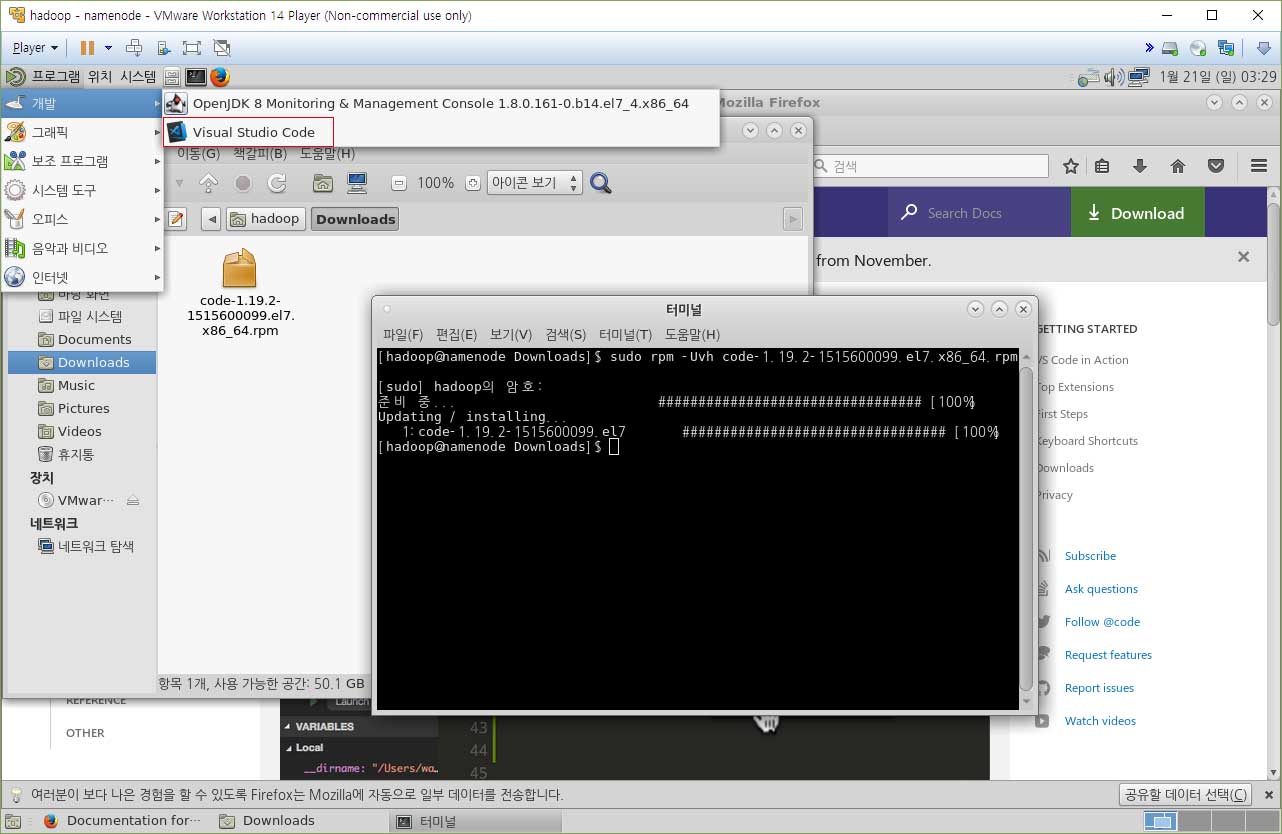 hadoop - namenode - VMware Workstation 14 Player (Non-commercial use only)
Player
프로그램 위치 시스템
1월 21일 (일) 03:29
개발
그래픽
보조 프로그램
시스템 도구
오피스
음악과 비디오
인터넷
OpenJDK 8 Monitoring & Management Console 1.8.0.161-0.b14.el7_4.x86_64
Visual Studio Code
Mozilla Firefox
이동(G) 책갈피(B) 도움말(H)
100%
아이콘 보기
검색
hadoop
Downloads
Search Docs
Download
from November.
code-1.19.2-
1515600099.el7.
x86_64.rpm
바탕 화면
파일 시스템
Documents
Downloads
Music
Pictures
Videos
휴지통
장치
VMwar…
네트워크
네트워크 탐색
항목 1개, 사용 가능한 공간: 50.1 GB
터미널
파일(F) 편집(E) 보기(V) 검색(S) 터미널(T) 도움말(H)
[hadoop@namenode Downloads]$ sudo rpm -Uvh code-1.19.2-1515600099.el7.x86_64.rpm
[sudo] hadoop의 암호:
준비 중... ################################# [100%]
Updating / installing...
1:code-1.19.2-1515600099.el7 ################################# [100%]
[hadoop@namenode Downloads]$
GETTING STARTED
VS Code in Action
Top Extensions
First Steps
Keyboard Shortcuts
Downloads
Privacy
Subscribe
Ask questions
Follow @code
Request features
Report issues
Watch videos
REFERENCE
OTHER
Launch
VARIABLES
Local
__dirname: "/Users/wa…
43
44
45
여러분이 보다 나은 경험을 할 수 있도록 Firefox는 Mozilla에 자동으로 일부 데이터를 전송합니다.
공유할 데이터 선택(C)
Documentation for…
Downloads
터미널